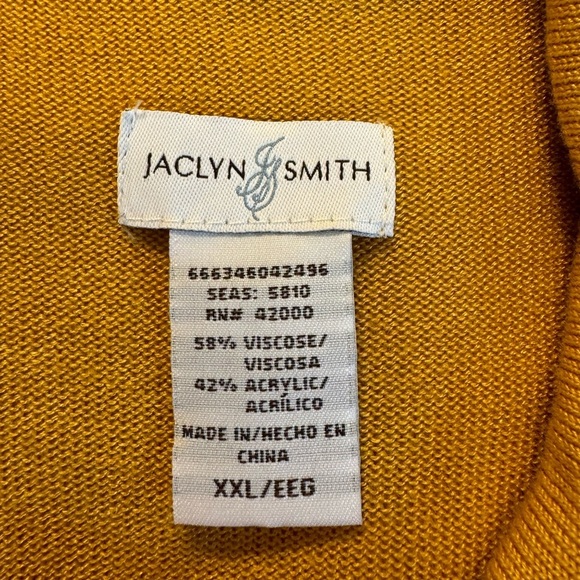 JACLYN JS SMITH
666346042496
SEAS: 5810
RN# 42000
58% VISCOSE/
VISCOSA
42% ACRYLIC/
ACRÍLICO
MADE IN/HECHO EN
CHINA
XXL/EEG